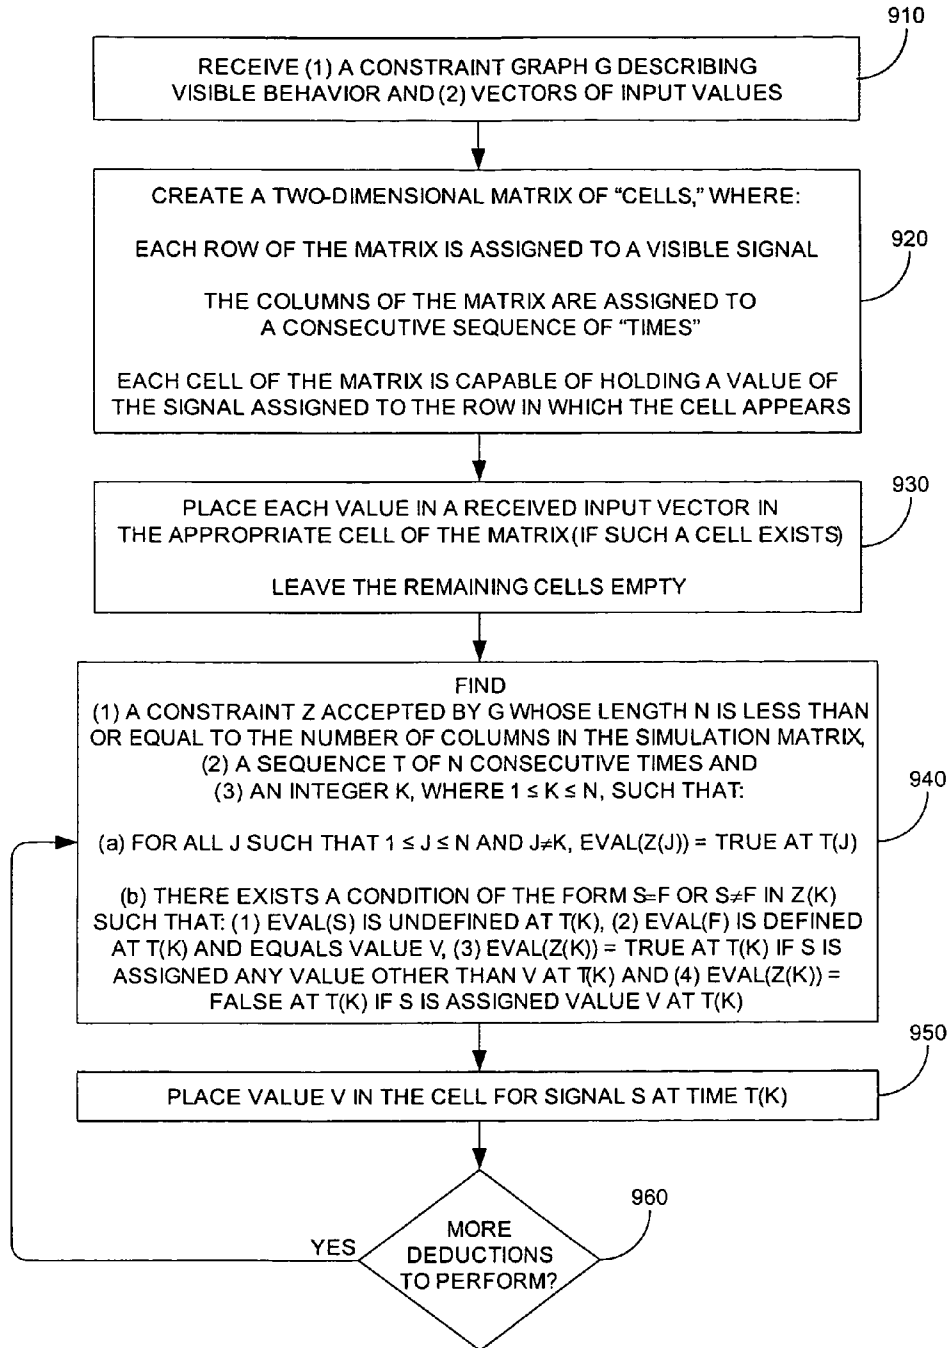 910
RECEIVE (1) A CONSTRAINT GRAPH G DESCRIBING
VISIBLE BEHAVIOR AND (2) VECTORS OF INPUT VALUES
CREATE A TWO-DIMENSIONAL MATRIX OF "CELLS," WHERE:
EACH ROW OF THE MATRIX IS ASSIGNED TO A VISIBLE SIGNAL
920
THE COLUMNS OF THE MATRIX ARE ASSIGNED TO
A CONSECUTIVE SEQUENCE OF "TIMES"
EACH CELL OF THE MATRIX IS CAPABLE OF HOLDING A VALUE OF
THE SIGNAL ASSIGNED TO THE ROW IN WHICH THE CELL APPEARS
930
PLACE EACH VALUE IN A RECEIVED INPUT VECTOR IN
THE APPROPRIATE CELL OF THE MATRIX (IF SUCH A CELL EXISTS)
LEAVE THE REMAINING CELLS EMPTY
FIND
(1) A CONSTRAINT Z ACCEPTED BY G WHOSE LENGTH N IS LESS THAN
OR EQUAL TO THE NUMBER OF COLUMNS IN THE SIMULATION MATRIX,
(2) A SEQUENCE T OF N CONSECUTIVE TIMES AND
(3) AN INTEGER K, WHERE 1 ≤ K ≤ N, SUCH THAT:
940
(a) FOR ALL J SUCH THAT 1 ≤ J ≤ N AND J≠K, EVAL(Z(J)) = TRUE AT T(J)
(b) THERE EXISTS A CONDITION OF THE FORM S=F OR S≠F IN Z(K)
SUCH THAT: (1) EVAL(S) IS UNDEFINED AT T(K), (2) EVAL(F) IS DEFINED
AT T(K) AND EQUALS VALUE V, (3) EVAL(Z(K)) = TRUE AT T(K) IF S IS
ASSIGNED ANY VALUE OTHER THAN V AT T(K) AND (4) EVAL(Z(K)) =
FALSE AT T(K) IF S IS ASSIGNED VALUE V AT T(K)
950
PLACE VALUE V IN THE CELL FOR SIGNAL S AT TIME T(K)
960
MORE
DEDUCTIONS
TO PERFORM?
YES